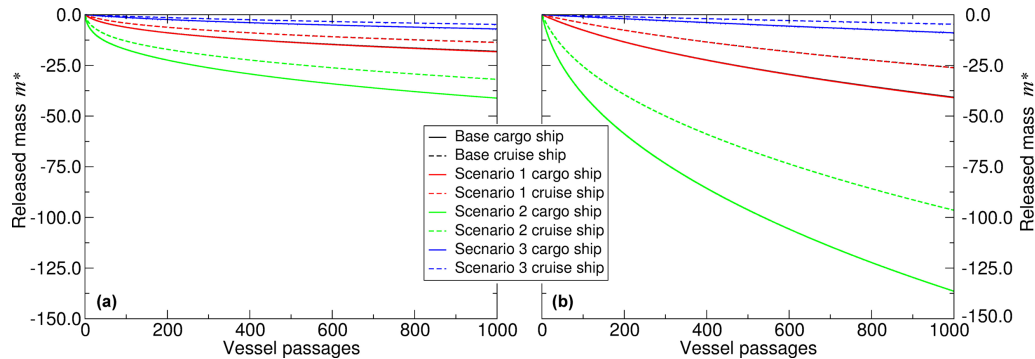 0.0
-25.0
-50.0
-75.0
-100.0
-125.0
-150.0
Released mass m*
0
200
400
600
800
1000
Vessel passages
(a)
Base cargo ship
Base cruise ship
Scenario 1 cargo ship
Scenario 1 cruise ship
Scenario 2 cargo ship
Scenario 2 cruise ship
Secnario 3 cargo ship
Scenario 3 cruise ship
(b)
0
200
400
600
800
1000
Vessel passages
0.0
-25.0
-50.0
-75.0
-100.0
-125.0
-150.0
Released mass m*